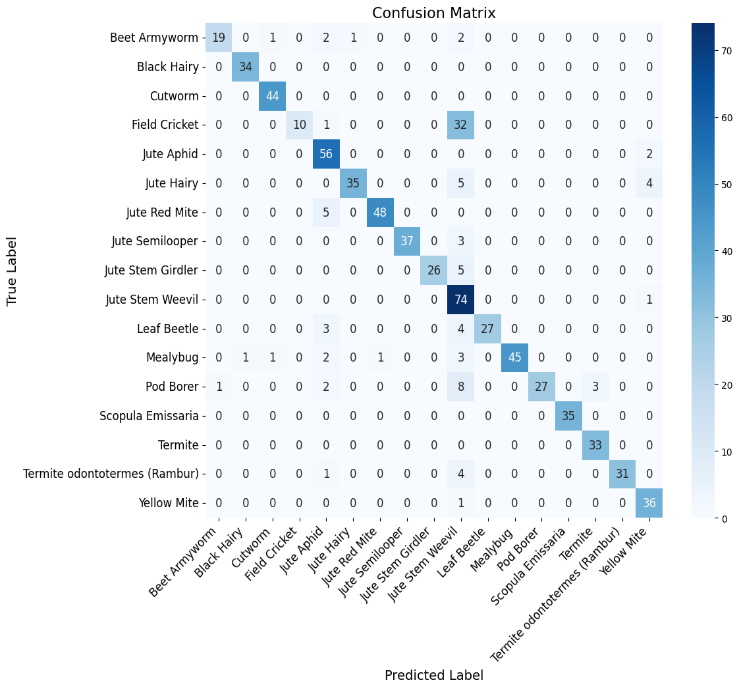 Confusion Matrix
Beet Armyworm 19 0 1 0 2 1 0 0 0 2 0 0 0 0 0 0 0
Black Hairy 0 34 0 0 0 0 0 0 0 0 0 0 0 0 0 0 0
Cutworm 0 0 44 0 0 0 0 0 0 0 0 0 0 0 0 0 0
Field Cricket 0 0 0 10 1 0 0 0 0 32 0 0 0 0 0 0 0
Jute Aphid 0 0 0 0 56 0 0 0 0 0 0 0 0 0 0 0 2
Jute Hairy 0 0 0 0 0 35 0 0 0 5 0 0 0 0 0 0 4
Jute Red Mite 0 0 0 0 5 0 48 0 0 0 0 0 0 0 0 0 0
Jute Semilooper 0 0 0 0 0 0 0 37 0 3 0 0 0 0 0 0 0
Jute Stem Girdler 0 0 0 0 0 0 0 0 26 5 0 0 0 0 0 0 0
Jute Stem Weevil 0 0 0 0 0 0 0 0 0 74 0 0 0 0 0 0 1
Leaf Beetle 0 0 0 0 3 0 0 0 0 4 27 0 0 0 0 0 0
Mealybug 0 1 1 0 2 0 1 0 0 3 0 45 0 0 0 0 0
Pod Borer 1 0 0 0 2 0 0 0 0 8 0 0 27 0 3 0 0
Scopula Emissaria 0 0 0 0 0 0 0 0 0 0 0 0 0 35 0 0 0
Termite 0 0 0 0 0 0 0 0 0 0 0 0 0 0 33 0 0
Termite odontotermes (Rambur) 0 0 0 0 1 0 0 0 0 4 0 0 0 0 0 31 0
Yellow Mite 0 0 0 0 0 0 0 0 0 1 0 0 0 0 0 0 36
True Label
Beet Armyworm
Black Hairy
Cutworm
Field Cricket
Jute Aphid
Jute Hairy
Jute Red Mite
Jute Semilooper
Jute Stem Girdler
Jute Stem Weevil
Leaf Beetle
Mealybug
Pod Borer
Scopula Emissaria
Termite
Termite odontotermes (Rambur)
Yellow Mite
Predicted Label
70
60
50
40
30
20
10
0